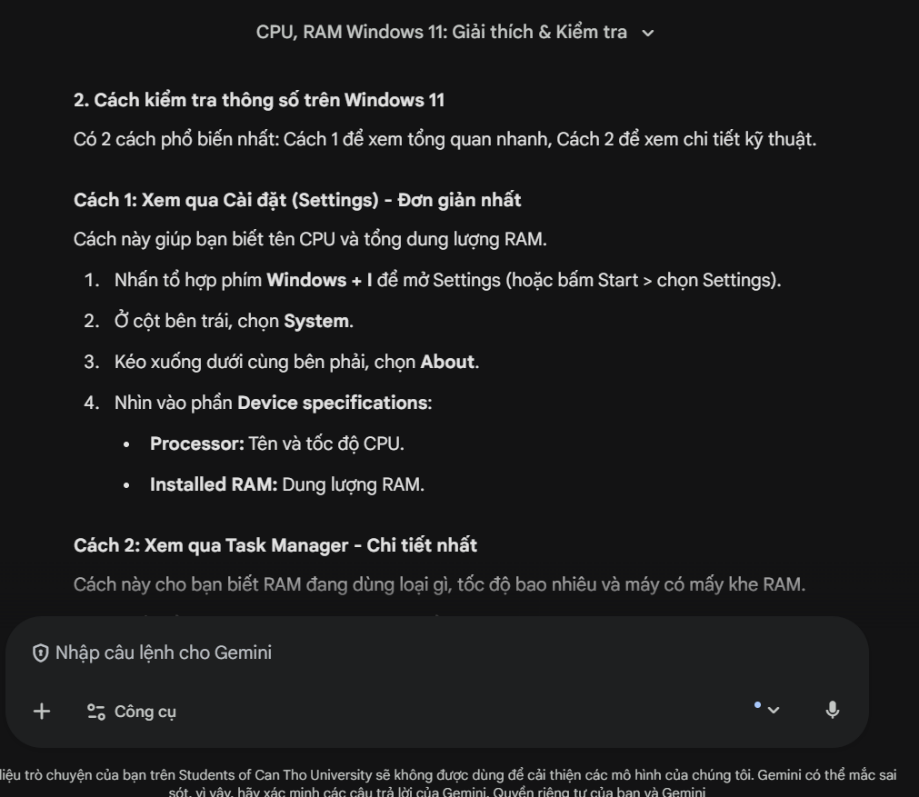 CPU, RAM Windows 11: Giải thích & Kiểm tra
2. Cách kiểm tra thông số trên Windows 11
Có 2 cách phổ biến nhất: Cách 1 để xem tổng quan nhanh, Cách 2 để xem chi tiết kỹ thuật.
Cách 1: Xem qua Cài đặt (Settings) - Đơn giản nhất
Cách này giúp bạn biết tên CPU và tổng dung lượng RAM.
1. Nhấn tổ hợp phím Windows + I để mở Settings (hoặc bấm Start > chọn Settings).
2. Ở cột bên trái, chọn System.
3. Kéo xuống dưới cùng bên phải, chọn About.
4. Nhìn vào phần Device specifications:
• Processor: Tên và tốc độ CPU.
• Installed RAM: Dung lượng RAM.
Cách 2: Xem qua Task Manager - Chi tiết nhất
Cách này cho bạn biết RAM đang dùng loại gì, tốc độ bao nhiêu và máy có mấy khe RAM.
Nhập câu lệnh cho Gemini
Công cụ
liệu trò chuyện của bạn trên Students of Can Tho University sẽ không được dùng để cải thiện các mô hình của chúng tôi. Gemini có thể mắc sai
sót, vì vậy, hãy xác minh các câu trả lời của Gemini. Quyền riêng tư của bạn và Gemini